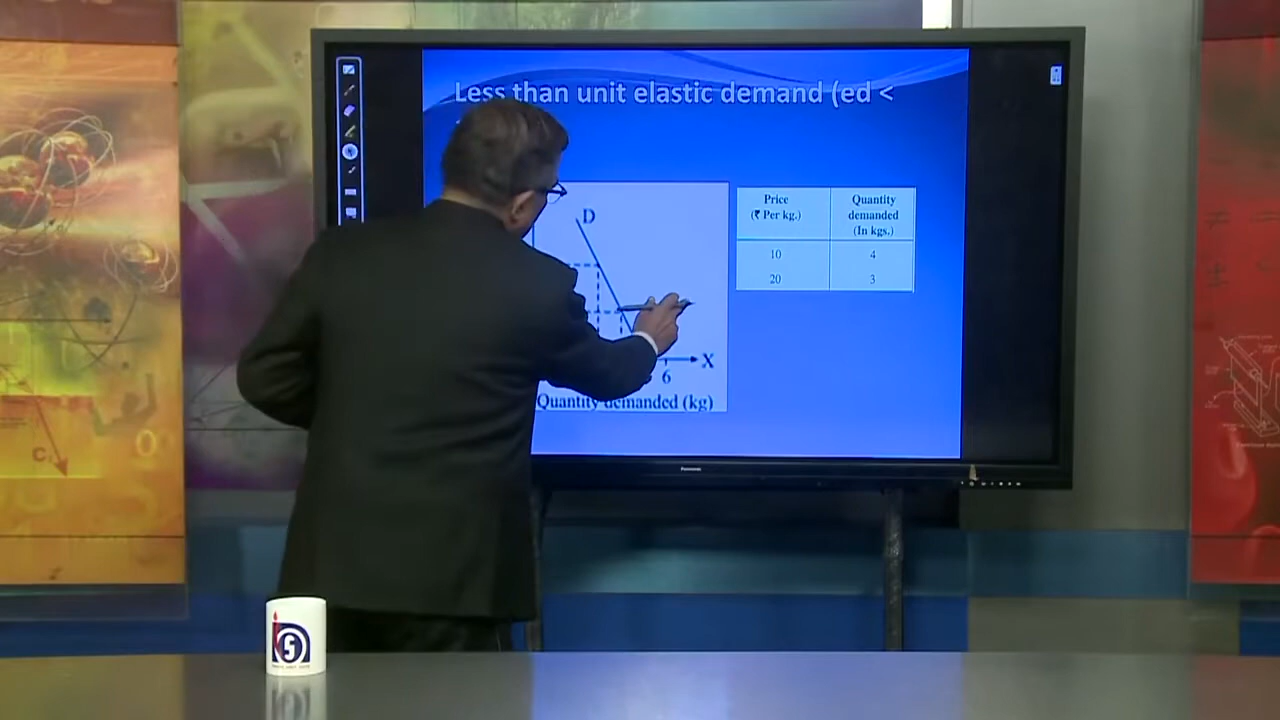 Less than unit elastic demand (ed <
D
Price
(₹ Per kg.)
Quantity
demanded
(In kgs.)
10
4
20
3
X
6
Quantity demanded (kg)
Panasonic
C